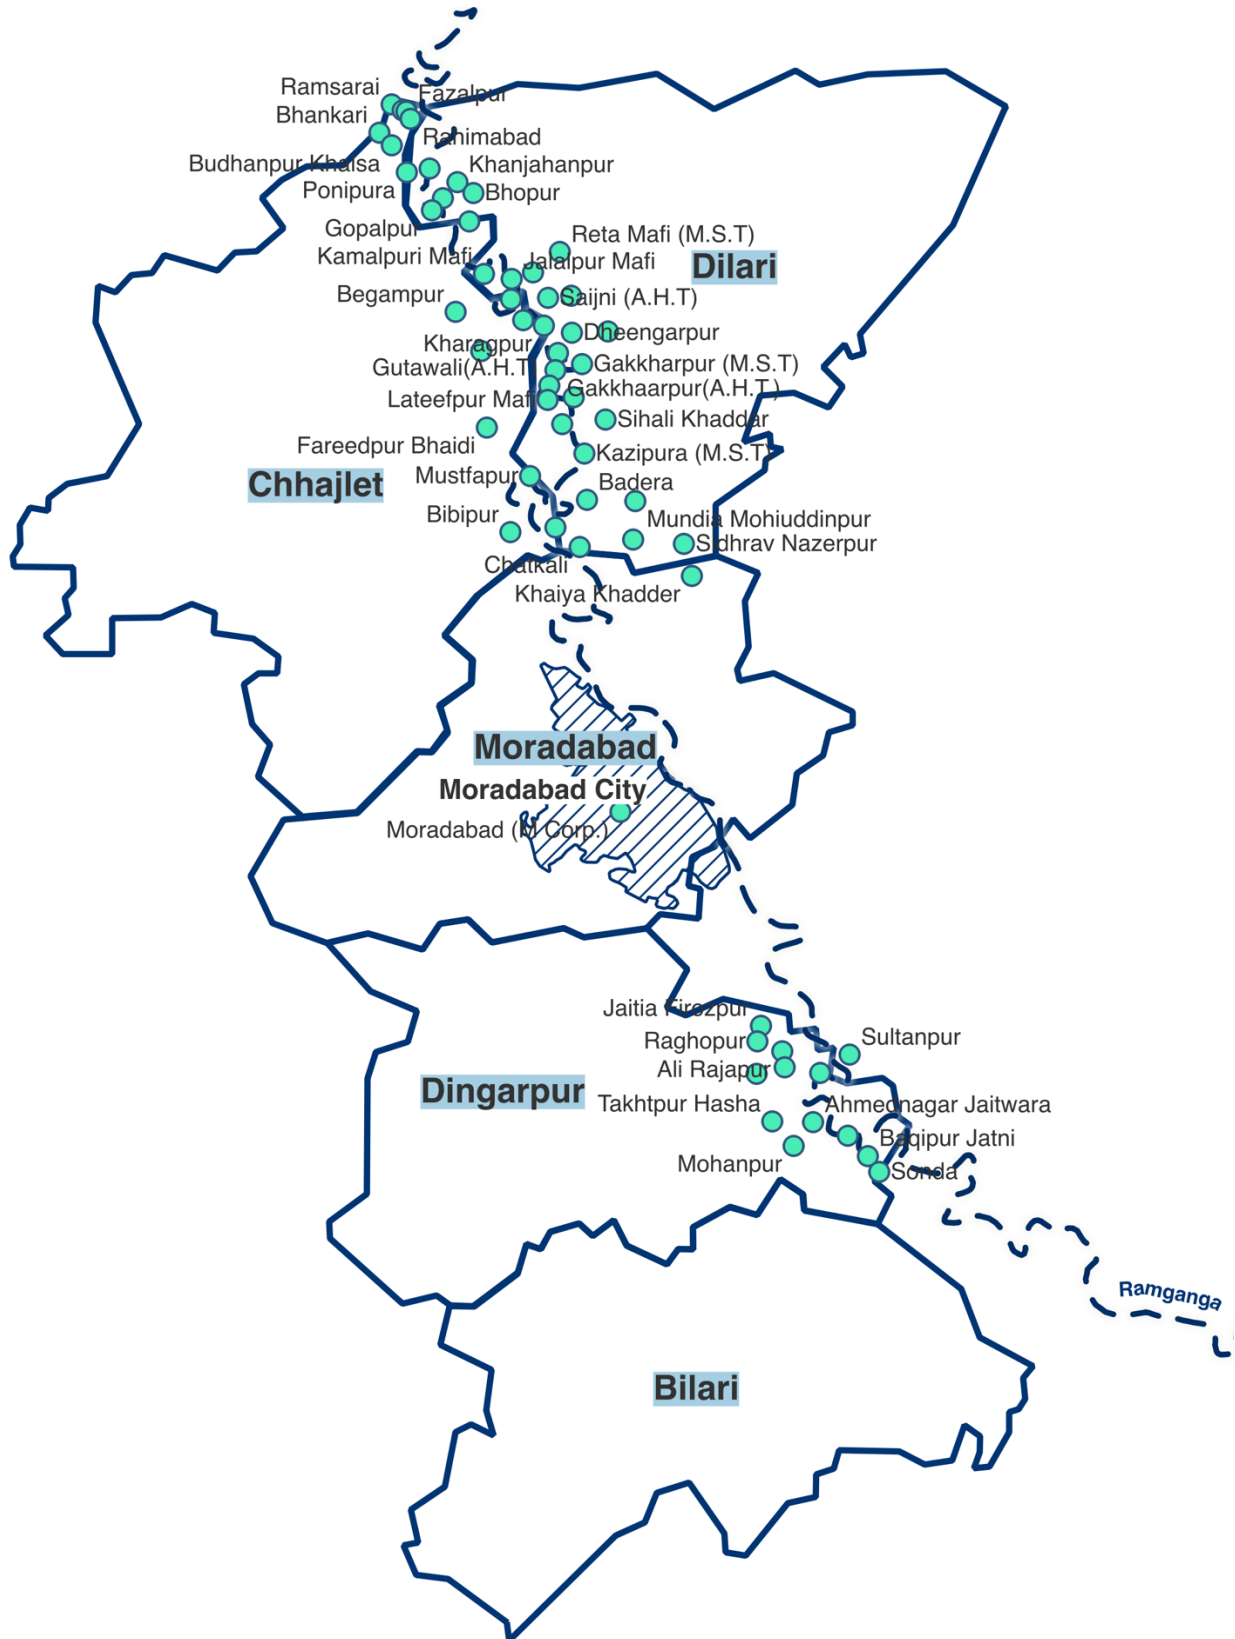 Ramsarai
Fazalpur
Bhankari
Rahimabad
Budhanpur Khalsa
Khanjahanpur
Ponipura
Bhopur
Gopalpur
Reta Mafi (M.S.T)
Kamalpuri Mafi
Jalalpur Mafi
Dilari
Begampur
Saijni (A.H.T)
Dheengarpur
Kharagpur
Gutawali(A.H.T
Gakkharpur (M.S.T)
Gakkhaarpur(A.H.T.)
Lateefpur Mafi
Sihali Khaddar
Fareedpur Bhaidi
Kazipura (M.S.T)
Mustfapur
Chhajlet
Badera
Bibipur
Mundia Mohiuddinpur
Sidhrav Nazerpur
Chatkali
Khaiya Khadder
Moradabad
Moradabad City
Moradabad (M Corp.)
Jaitia Firozpur
Raghopur
Sultanpur
Ali Rajapur
Dingarpur
Takhtpur Hasha
Ahmednagar Jaitwara
Baqipur Jatni
Mohanpur
Sonda
Ramganga
Bilari